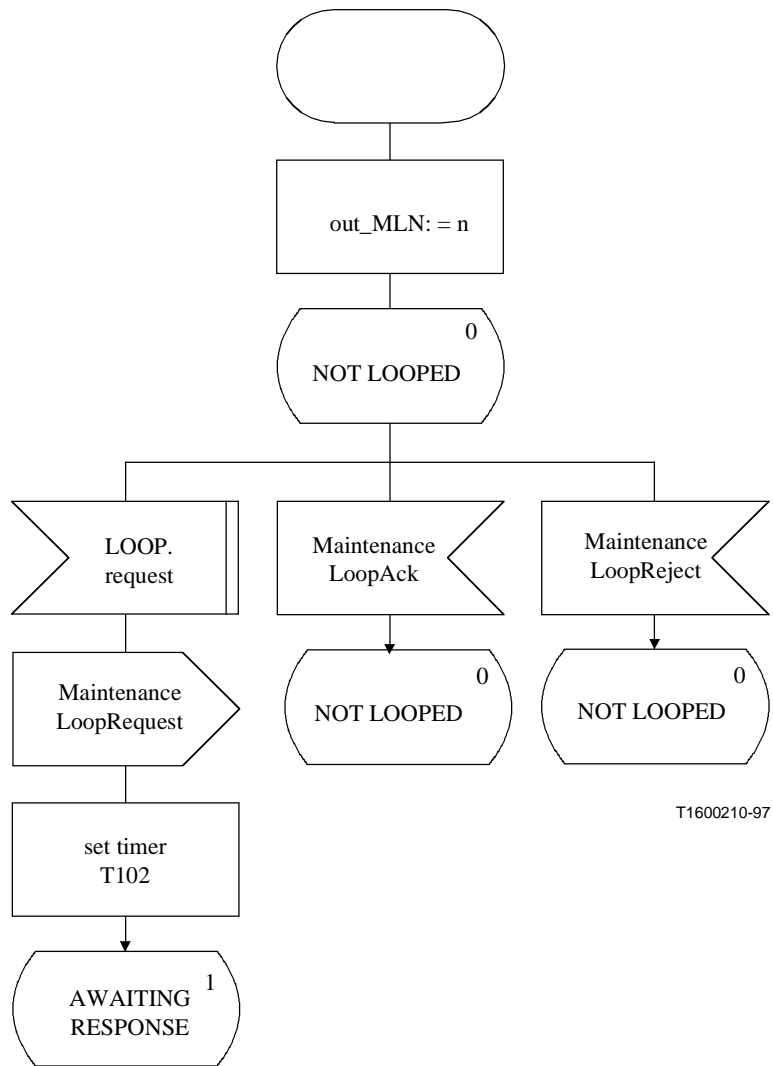 out_MLN: = n
0
NOT LOOPED
LOOP.
request
Maintenance
LoopAck
Maintenance
LoopReject
Maintenance
LoopRequest
0
NOT LOOPED
0
NOT LOOPED
T1600210-97
set timer
T102
1
AWAITING
RESPONSE